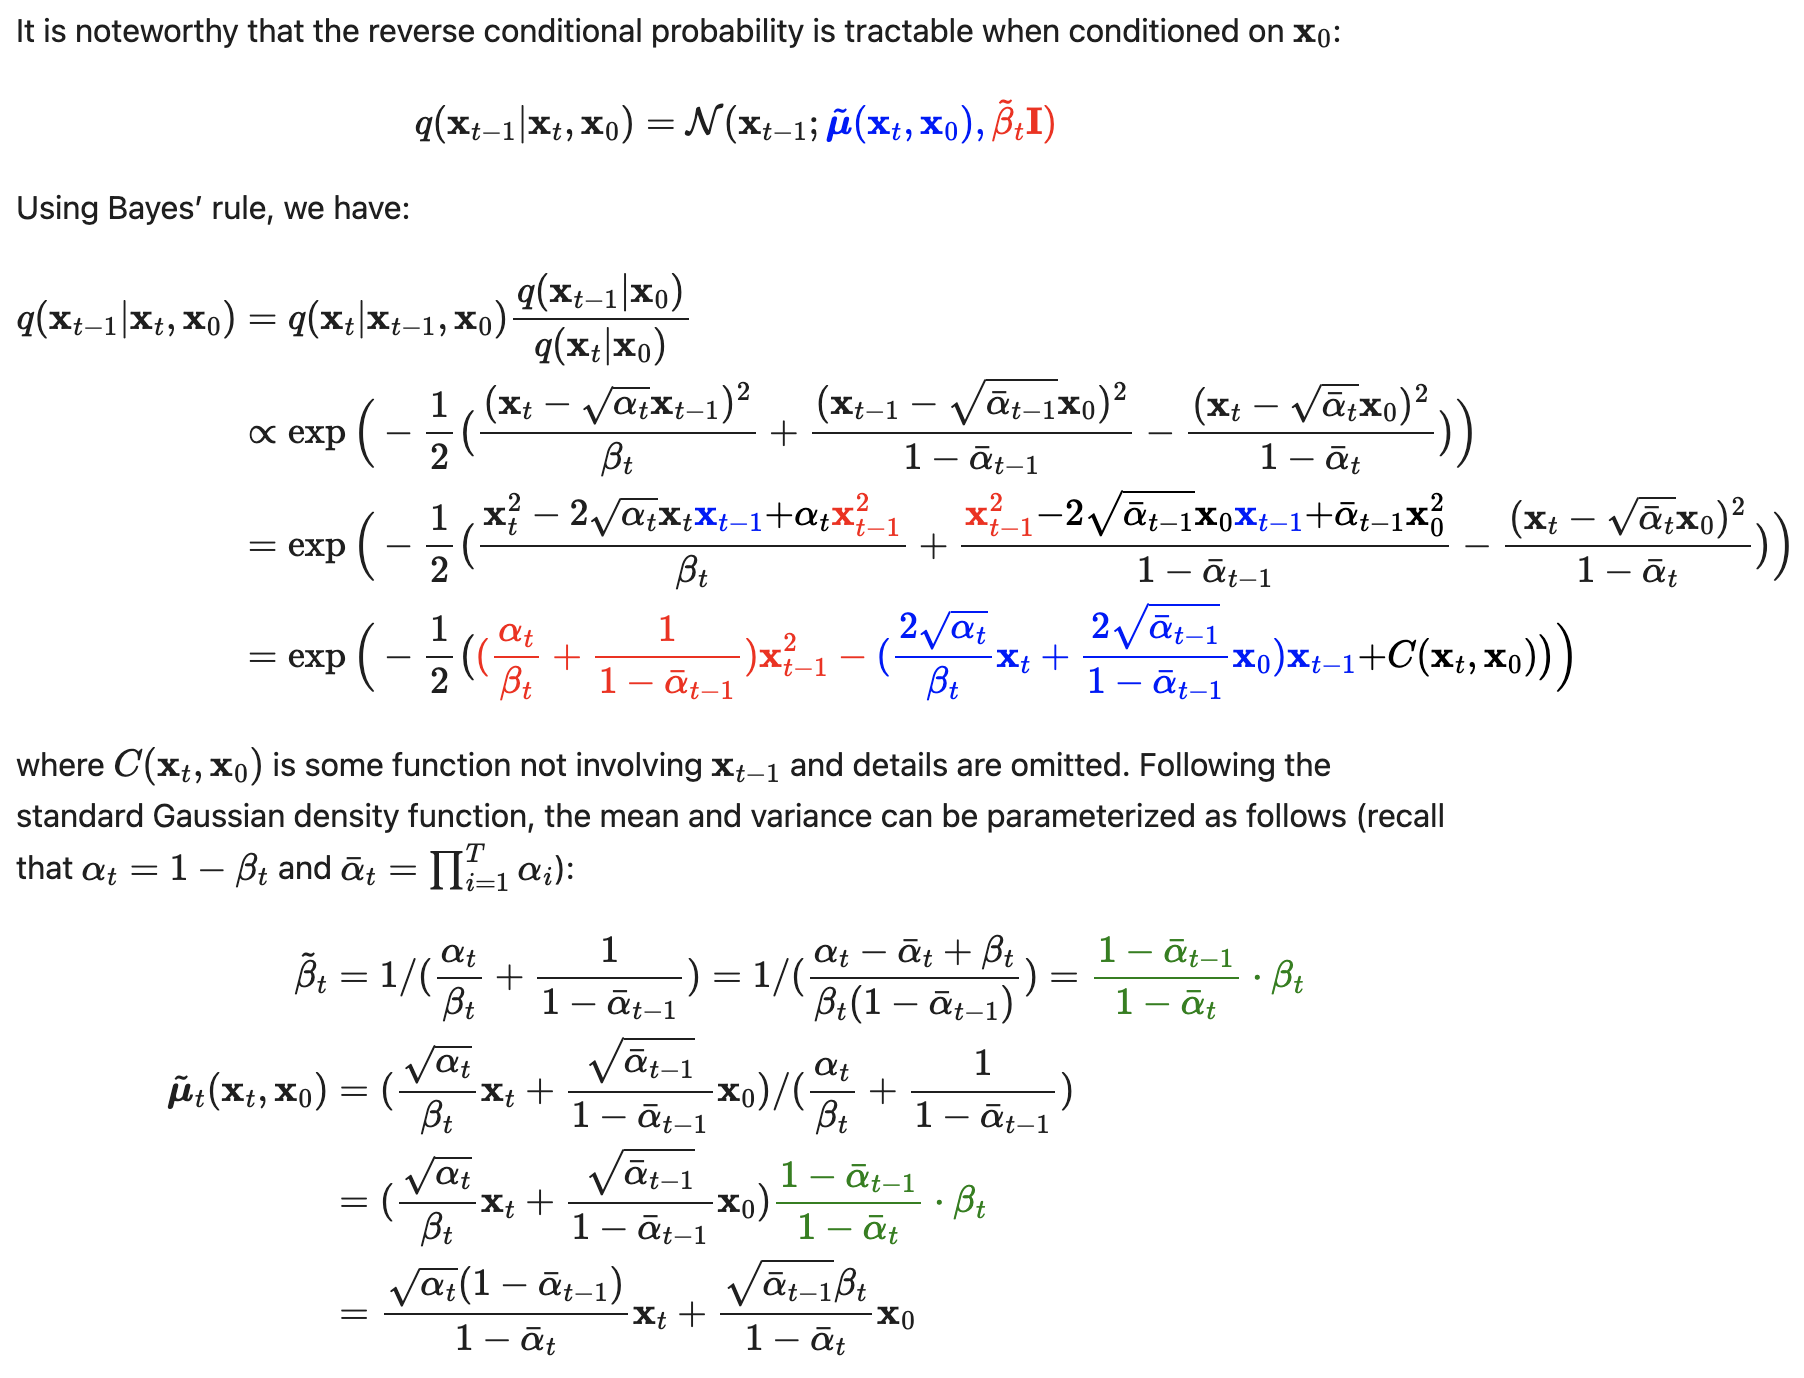 It is noteworthy that the reverse conditional probability is tractable when conditioned on $\mathbf{x}_0$:
$q(\mathbf{x}_{t-1}|\mathbf{x}_t, \mathbf{x}_0) = \mathcal{N}(\mathbf{x}_{t-1}; \tilde{\boldsymbol{\mu}}(\mathbf{x}_t, \mathbf{x}_0), \tilde{\beta}_t \mathbf{I})$
Using Bayes’ rule, we have:
$q(\mathbf{x}_{t-1}|\mathbf{x}_t, \mathbf{x}_0) = q(\mathbf{x}_t|\mathbf{x}_{t-1}, \mathbf{x}_0) \frac{q(\mathbf{x}_{t-1}|\mathbf{x}_0)}{q(\mathbf{x}_t|\mathbf{x}_0)}$
$\propto \exp\Big(-\frac{1}{2}(\frac{(\mathbf{x}_t - \sqrt{\alpha_t}\mathbf{x}_{t-1})^2}{\beta_t} + \frac{(\mathbf{x}_{t-1} - \sqrt{\bar{\alpha}_{t-1}}\mathbf{x}_0)^2}{1 - \bar{\alpha}_{t-1}} - \frac{(\mathbf{x}_t - \sqrt{\bar{\alpha}_t}\mathbf{x}_0)^2}{1 - \bar{\alpha}_t})\Big)$
$= \exp\Big(-\frac{1}{2}(\frac{\mathbf{x}_t^2 - 2\sqrt{\alpha_t}\mathbf{x}_t\mathbf{x}_{t-1} + \alpha_t\mathbf{x}_{t-1}^2}{\beta_t} + \frac{\mathbf{x}_{t-1}^2 - 2\sqrt{\bar{\alpha}_{t-1}}\mathbf{x}_0\mathbf{x}_{t-1} + \bar{\alpha}_{t-1}\mathbf{x}_0^2}{1 - \bar{\alpha}_{t-1}} - \frac{(\mathbf{x}_t - \sqrt{\bar{\alpha}_t}\mathbf{x}_0)^2}{1 - \bar{\alpha}_t})\Big)$
$= \exp\Big(-\frac{1}{2}((\frac{\alpha_t}{\beta_t} + \frac{1}{1 - \bar{\alpha}_{t-1}})\mathbf{x}_{t-1}^2 - (\frac{2\sqrt{\alpha_t}}{\beta_t}\mathbf{x}_t + \frac{2\sqrt{\bar{\alpha}_{t-1}}}{1 - \bar{\alpha}_{t-1}}\mathbf{x}_0)\mathbf{x}_{t-1} + C(\mathbf{x}_t, \mathbf{x}_0))\Big)$
where $C(\mathbf{x}_t, \mathbf{x}_0)$ is some function not involving $\mathbf{x}_{t-1}$ and details are omitted. Following the
standard Gaussian density function, the mean and variance can be parameterized as follows (recall
that $\alpha_t = 1 - \beta_t$ and $\bar{\alpha}_t = \prod_{i=1}^T \alpha_i$):
$\tilde{\beta}_t = 1/(\frac{\alpha_t}{\beta_t} + \frac{1}{1 - \bar{\alpha}_{t-1}}) = 1/(\frac{\alpha_t - \bar{\alpha}_t + \beta_t}{\beta_t(1 - \bar{\alpha}_{t-1})}) = \frac{1 - \bar{\alpha}_{t-1}}{1 - \bar{\alpha}_t} \cdot \beta_t$
$\tilde{\boldsymbol{\mu}}_t(\mathbf{x}_t, \mathbf{x}_0) = (\frac{\sqrt{\alpha_t}}{\beta_t}\mathbf{x}_t + \frac{\sqrt{\bar{\alpha}_{t-1}}}{1 - \bar{\alpha}_{t-1}}\mathbf{x}_0)/(\frac{\alpha_t}{\beta_t} + \frac{1}{1 - \bar{\alpha}_{t-1}})$
$= (\frac{\sqrt{\alpha_t}}{\beta_t}\mathbf{x}_t + \frac{\sqrt{\bar{\alpha}_{t-1}}}{1 - \bar{\alpha}_{t-1}}\mathbf{x}_0)\frac{1 - \bar{\alpha}_{t-1}}{1 - \bar{\alpha}_t} \cdot \beta_t$
$= \frac{\sqrt{\alpha_t}(1 - \bar{\alpha}_{t-1})}{1 - \bar{\alpha}_t}\mathbf{x}_t + \frac{\sqrt{\bar{\alpha}_{t-1}}\beta_t}{1 - \bar{\alpha}_t}\mathbf{x}_0$